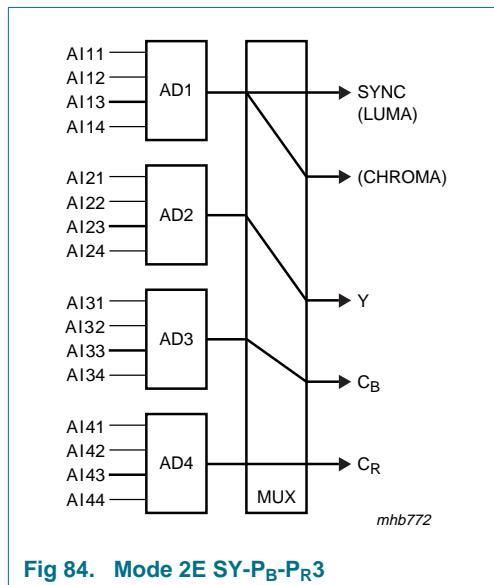 AI11
AI12
AI13
AI14
AD1
SYNC
(LUMA)
(CHROMA)
AI21
AI22
AI23
AI24
AD2
Y
AI31
AI32
AI33
AI34
AD3
CB
AI41
AI42
AI43
AI44
AD4
CR
MUX
mhb772
Fig 84. Mode 2E SY-PB-PR3